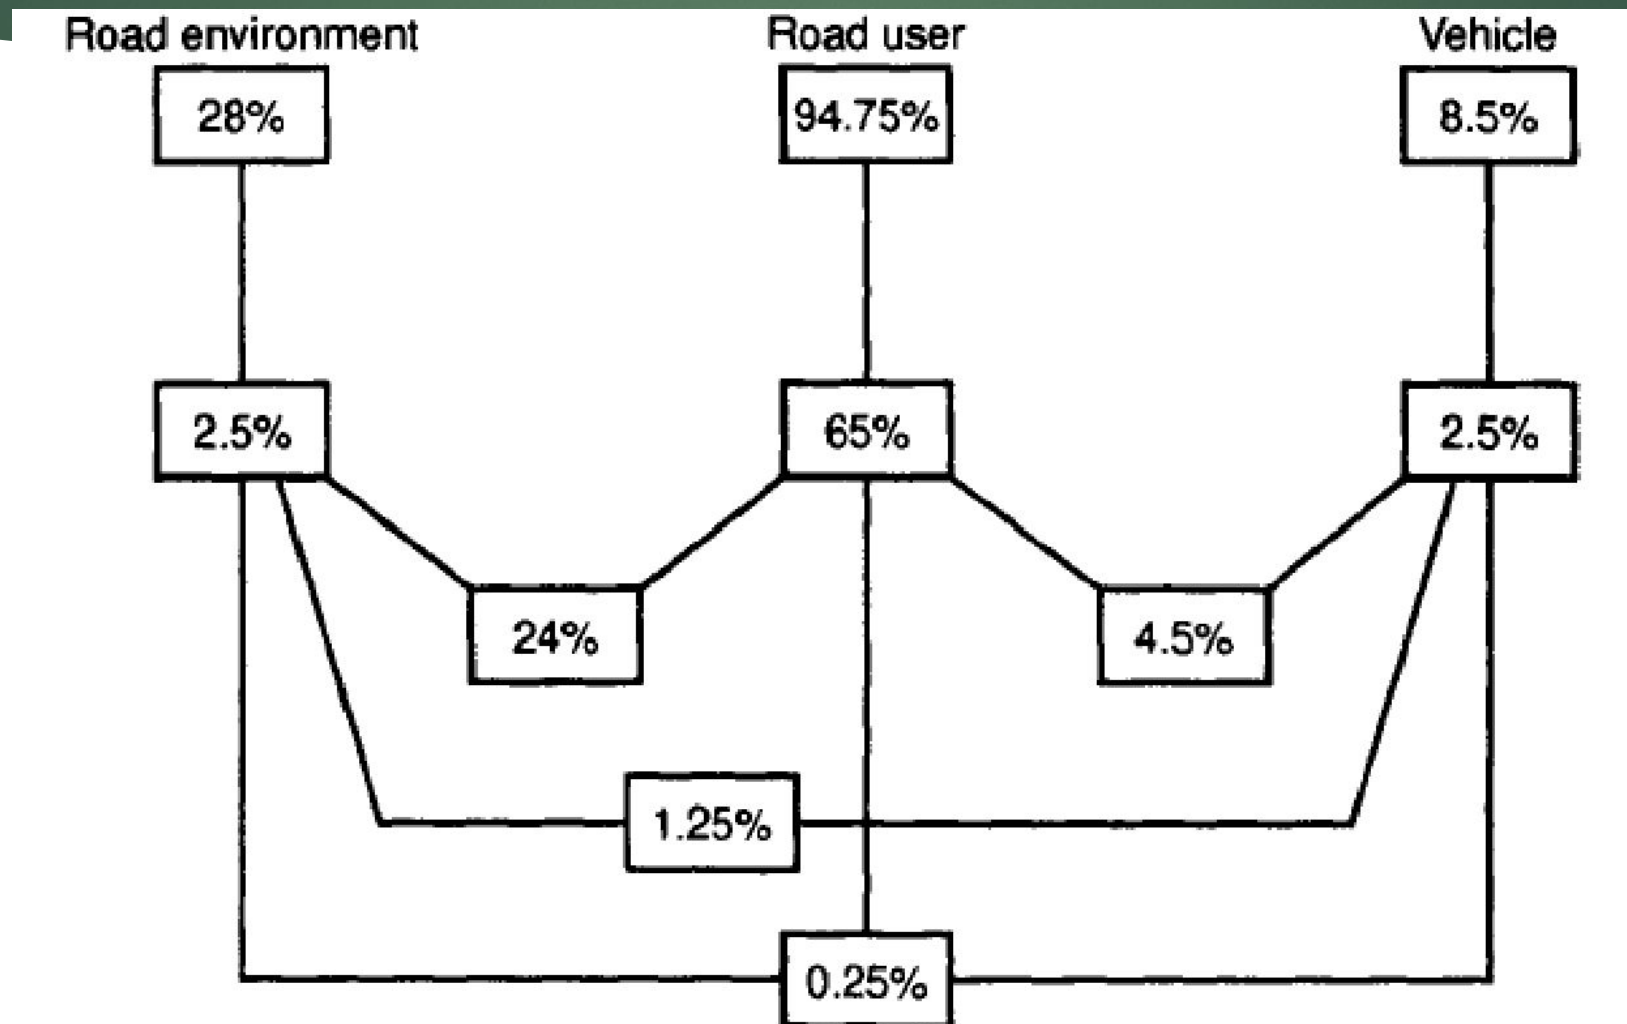 Road environment Road user Vehicle
28% 94.75% 8.5%
2.5% 65% 2.5%
24% 4.5%
1.25%
0.25%